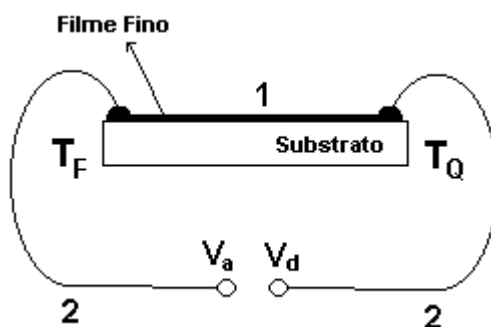 Filme Fino
1
Substrato
T_F
T_Q
V_a
V_d
2
2